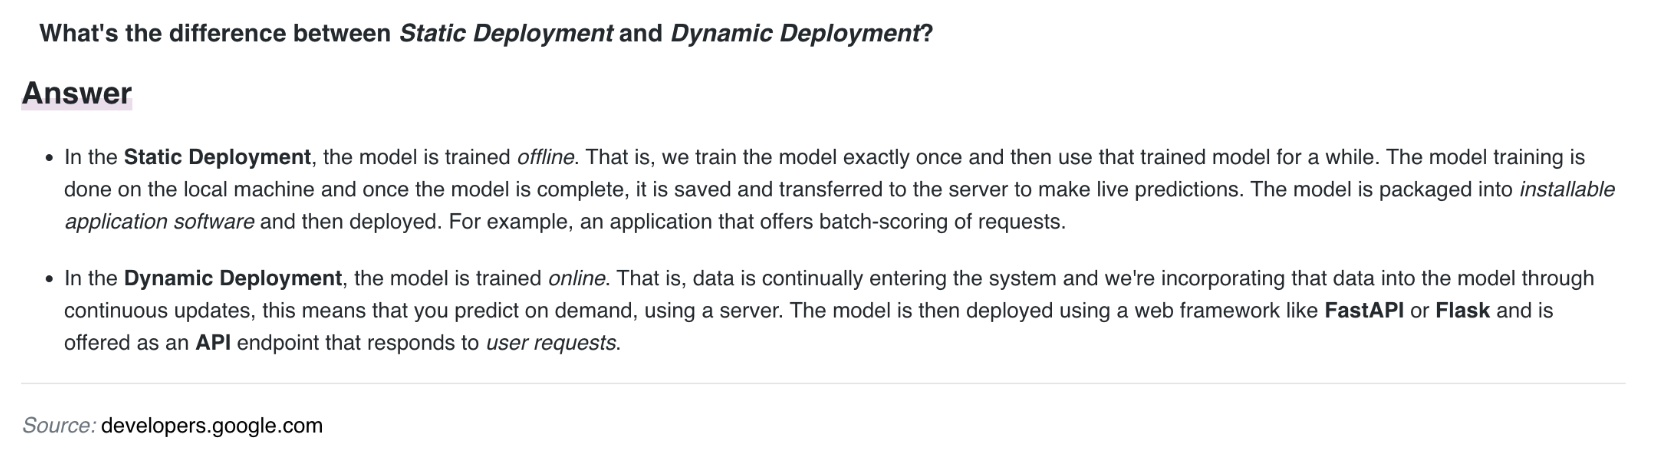 What's the difference between Static Deployment and Dynamic Deployment?
Answer
• In the Static Deployment, the model is trained offline. That is, we train the model exactly once and then use that trained model for a while. The model training is
done on the local machine and once the model is complete, it is saved and transferred to the server to make live predictions. The model is packaged into installable
application software and then deployed. For example, an application that offers batch-scoring of requests.
• In the Dynamic Deployment, the model is trained online. That is, data is continually entering the system and we're incorporating that data into the model through
continuous updates, this means that you predict on demand, using a server. The model is then deployed using a web framework like FastAPI or Flask and is
offered as an API endpoint that responds to user requests.
Source: developers.google.com